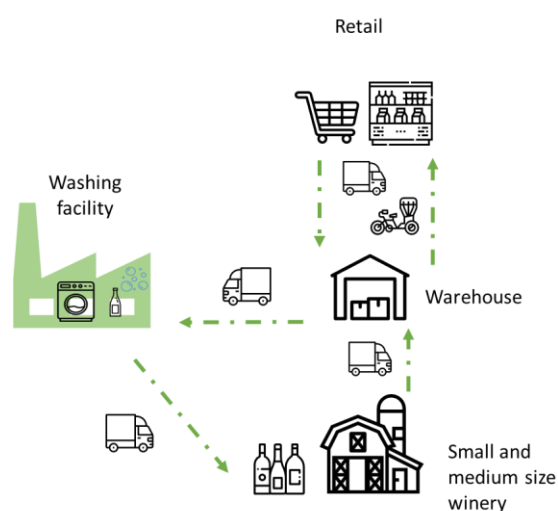 Retail
Washing
facility
Warehouse
Small and
medium size
winery